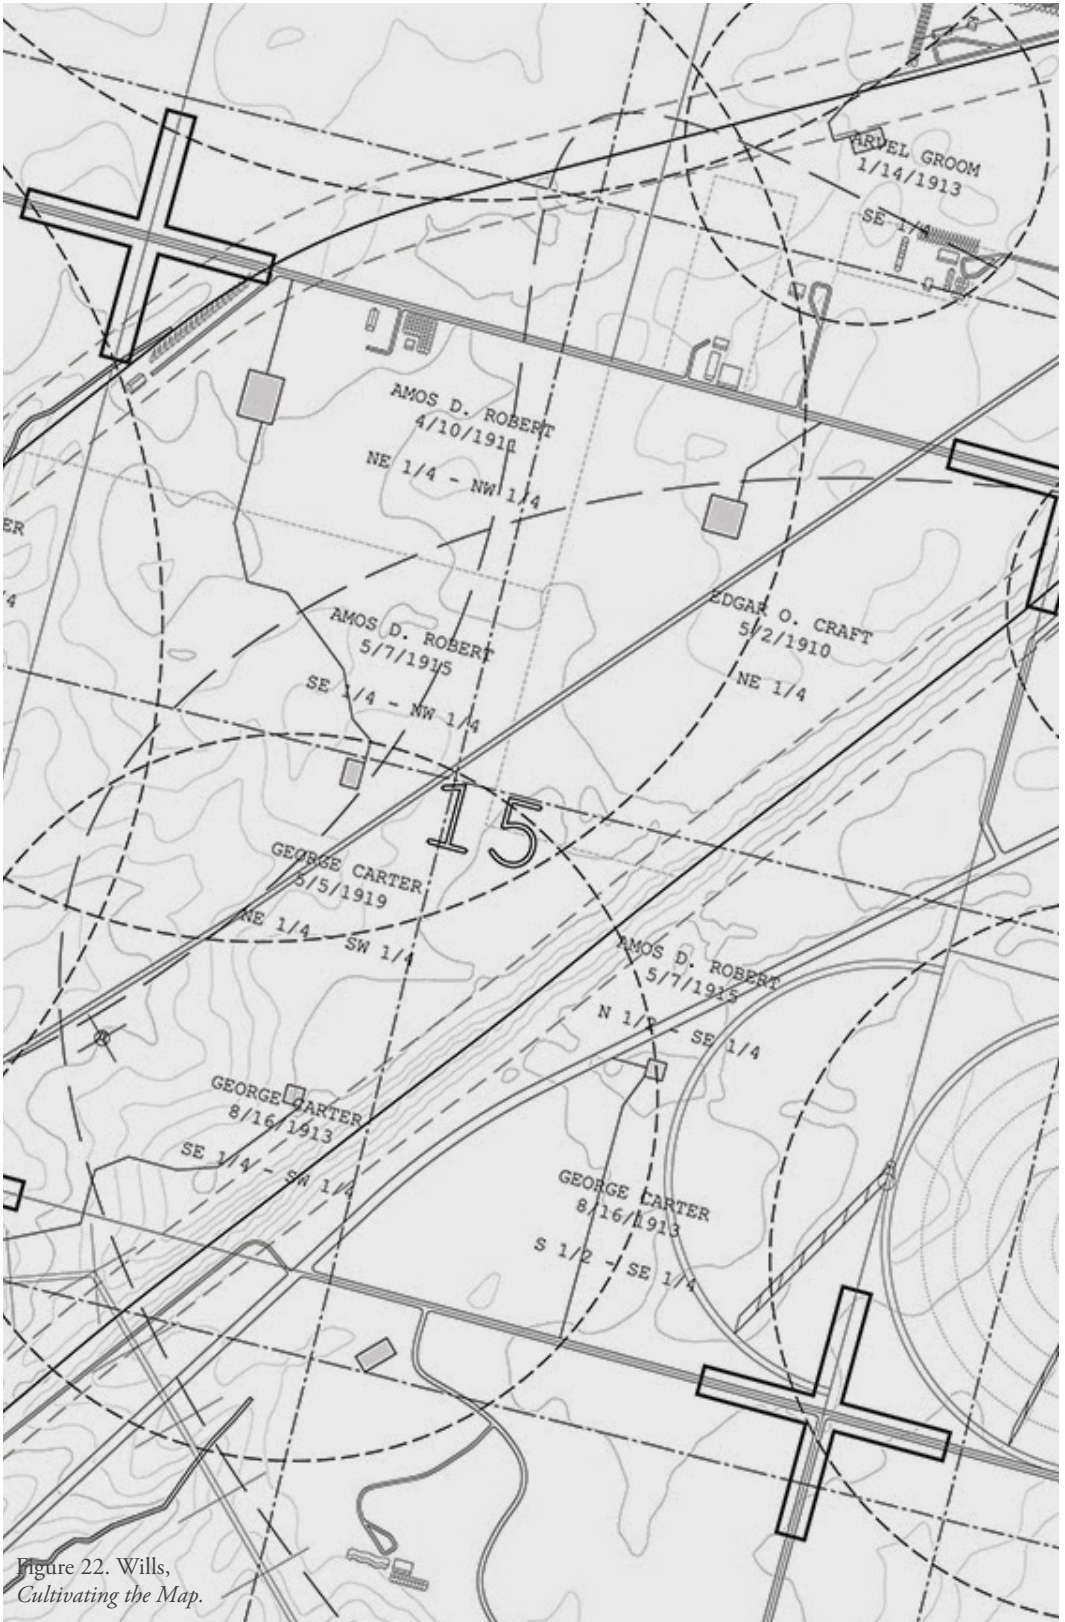 ARVEL GROOM
1/14/1913
SE 1/4
AMOS D. ROBERT
4/10/1911
NE 1/4 - NW 1/4
ER
/4
AMOS D. ROBERT
5/7/1915
SE 1/4 - NW 1/4
EDGAR O. CRAFT
5/2/1910
NE 1/4
15
GEORGE CARTER
5/5/1919
NE 1/4 SW 1/4
AMOS D. ROBERT
5/7/1915
N 1/2 - SE 1/4
GEORGE CARTER
8/16/1913
SE 1/4 - SW 1/4
GEORGE CARTER
8/16/1913
S 1/2 - SE 1/4
Figure 22. Wills,
Cultivating the Map.